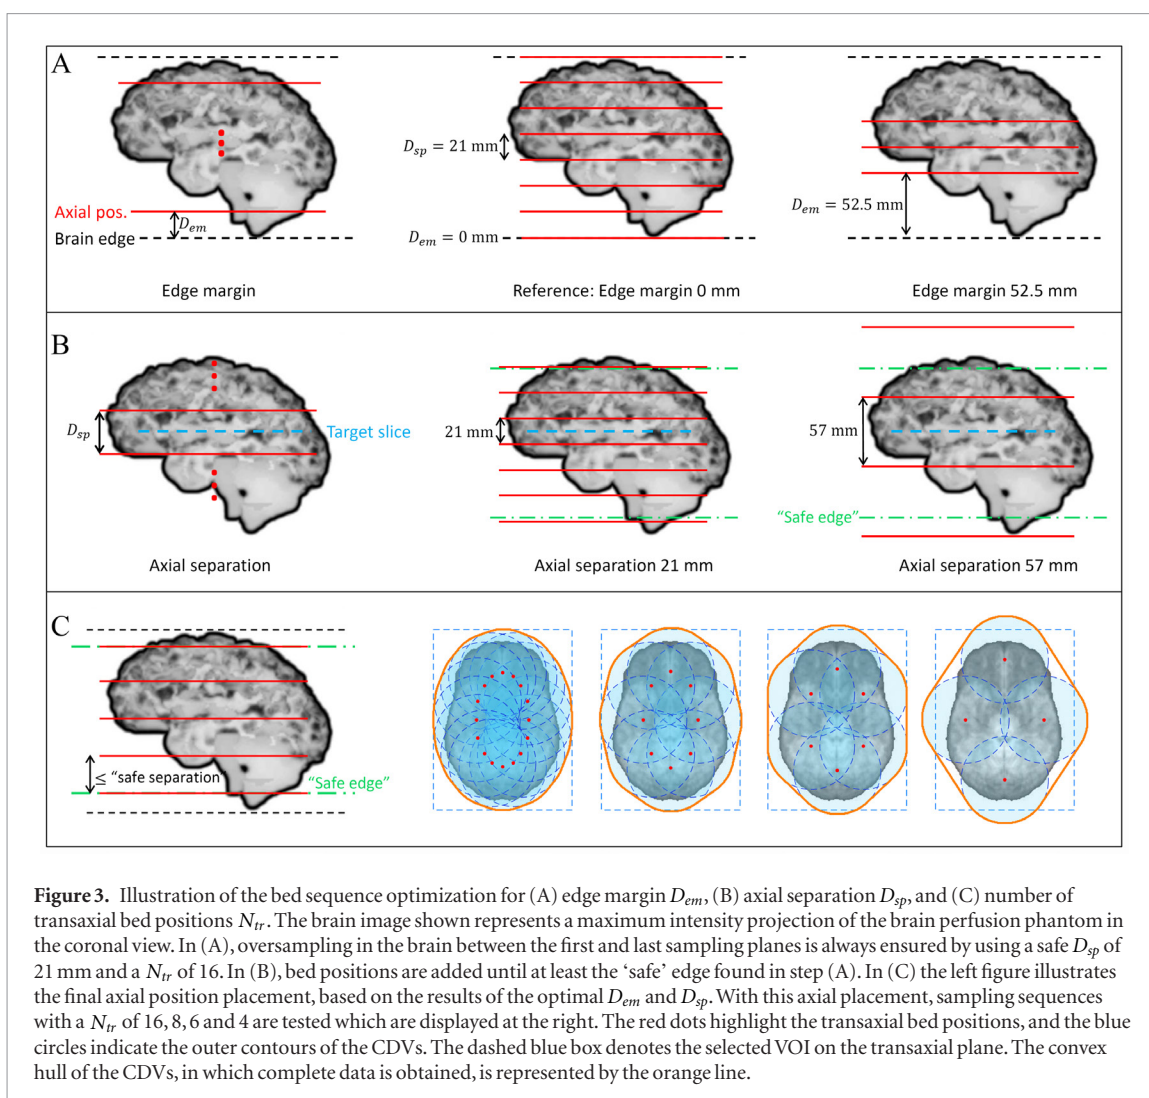 A
D_sp = 21 mm
D_em = 52.5 mm
Axial pos.
D_em
Brain edge
D_em = 0 mm
Edge margin
Reference: Edge margin 0 mm
Edge margin 52.5 mm
B
D_sp
Target slice
21 mm
57 mm
"Safe edge"
Axial separation
Axial separation 21 mm
Axial separation 57 mm
C
≤ "safe separation
"Safe edge"
Figure 3. Illustration of the bed sequence optimization for (A) edge margin D_em, (B) axial separation D_sp, and (C) number of
transaxial bed positions N_tr. The brain image shown represents a maximum intensity projection of the brain perfusion phantom in
the coronal view. In (A), oversampling in the brain between the first and last sampling planes is always ensured by using a safe D_sp of
21 mm and a N_tr of 16. In (B), bed positions are added until at least the 'safe' edge found in step (A). In (C) the left figure illustrates
the final axial position placement, based on the results of the optimal D_em and D_sp. With this axial placement, sampling sequences
with a N_tr of 16, 8, 6 and 4 are tested which are displayed at the right. The red dots highlight the transaxial bed positions, and the blue
circles indicate the outer contours of the CDVs. The dashed blue box denotes the selected VOI on the transaxial plane. The convex
hull of the CDVs, in which complete data is obtained, is represented by the orange line.